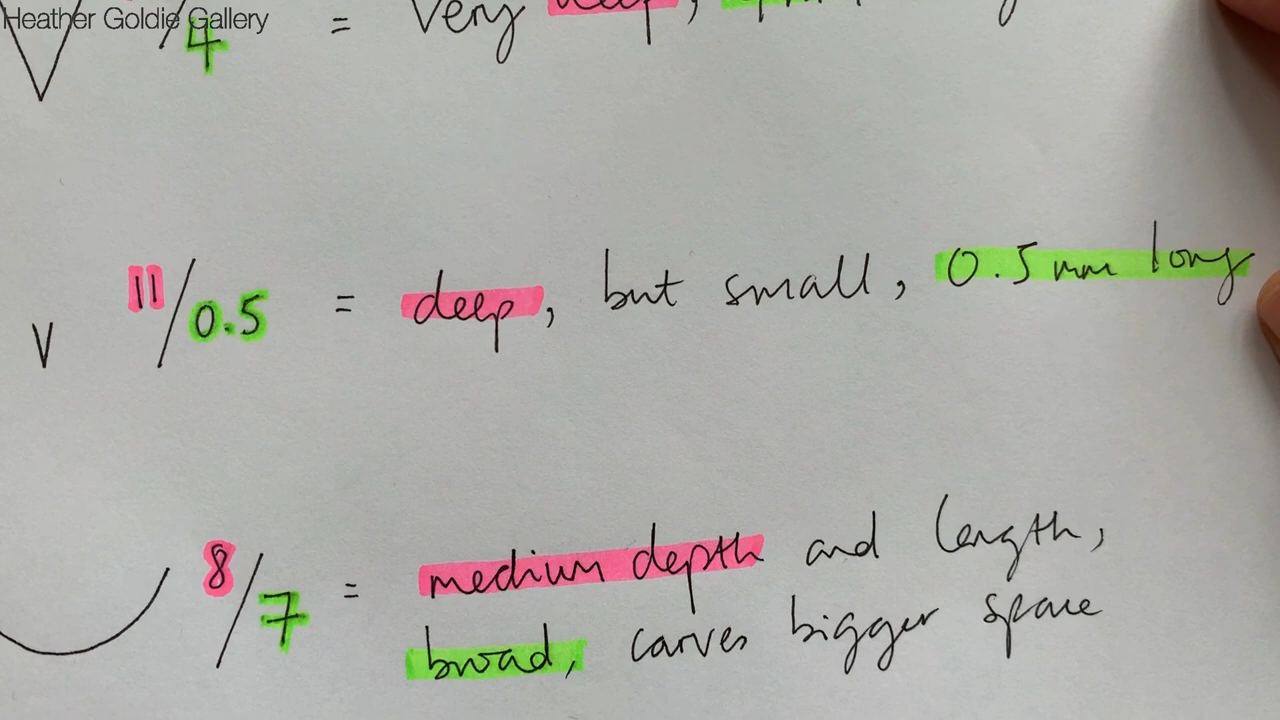 Heather Goldie Gallery
/4 = Very deep,
11/0.5 = deep, but small, 0.5 mm long
8/7 = medium depth and length,
broad, carves bigger space